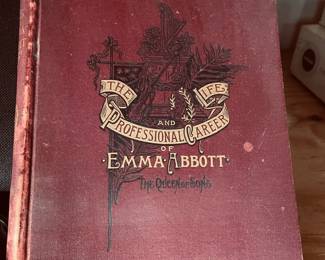 THE LIFE
AND
PROFESSIONAL CAREER
OF
EMMA ABBOTT
THE QUEEN OF SONG